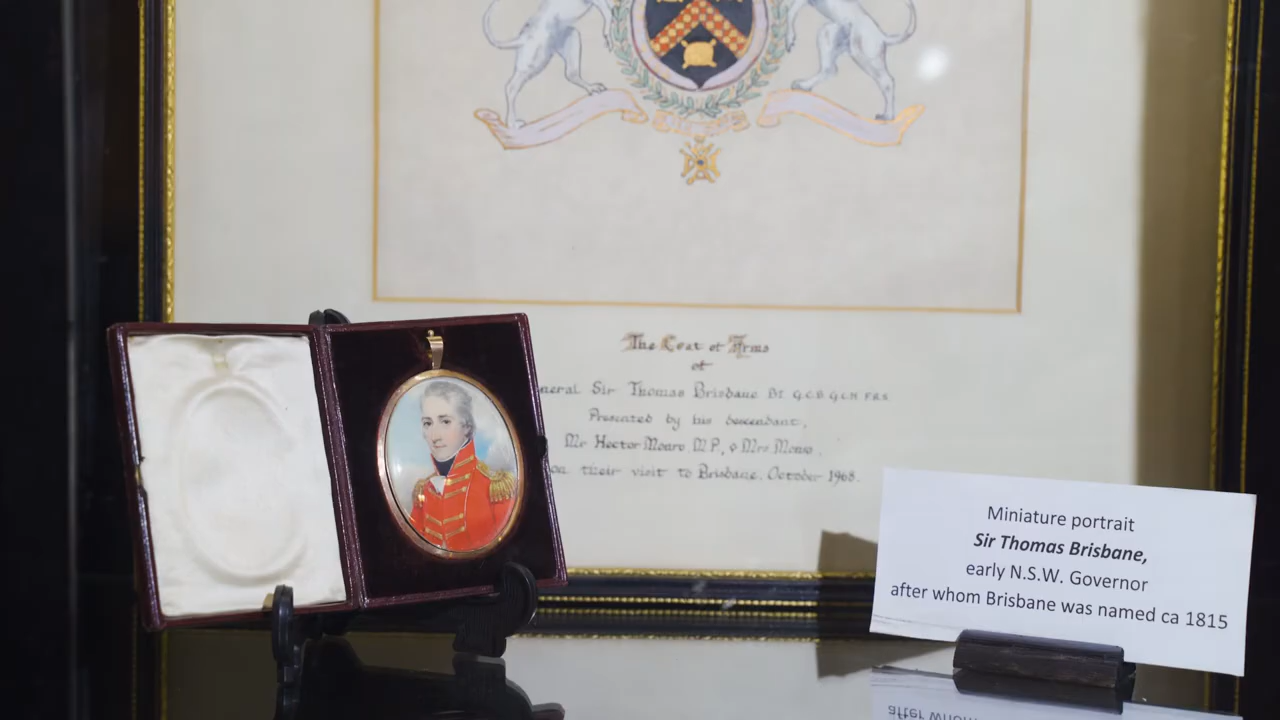 The Coat of Arms
of
neral Sir Thomas Brisbane Bt G.C.B G.C.H F.R.S
Presented by his descendant,
Mr Hector Monro, M.P., & Mrs Monro,
on their visit to Brisbane, October 1968.
Miniature portrait
Sir Thomas Brisbane,
early N.S.W. Governor
after whom Brisbane was named ca 1815